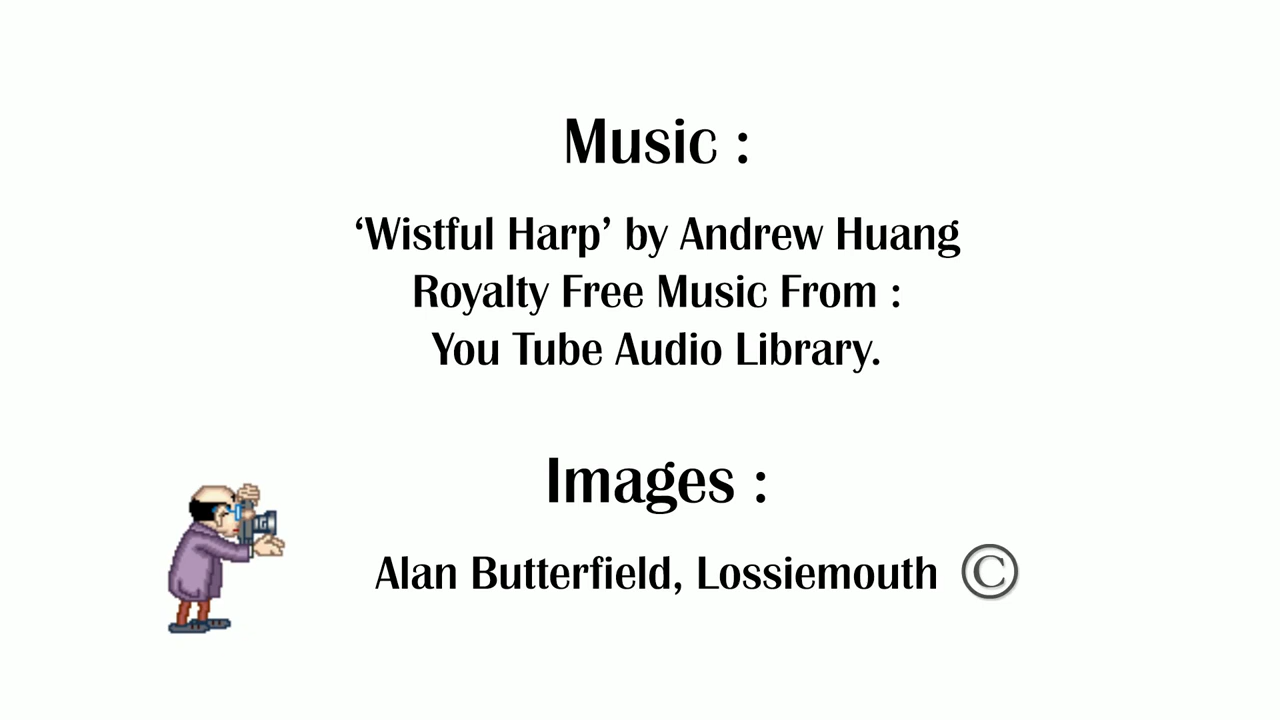 Music :
‘Wistful Harp’ by Andrew Huang
Royalty Free Music From :
You Tube Audio Library.
Images :
Alan Butterfield, Lossiemouth ©